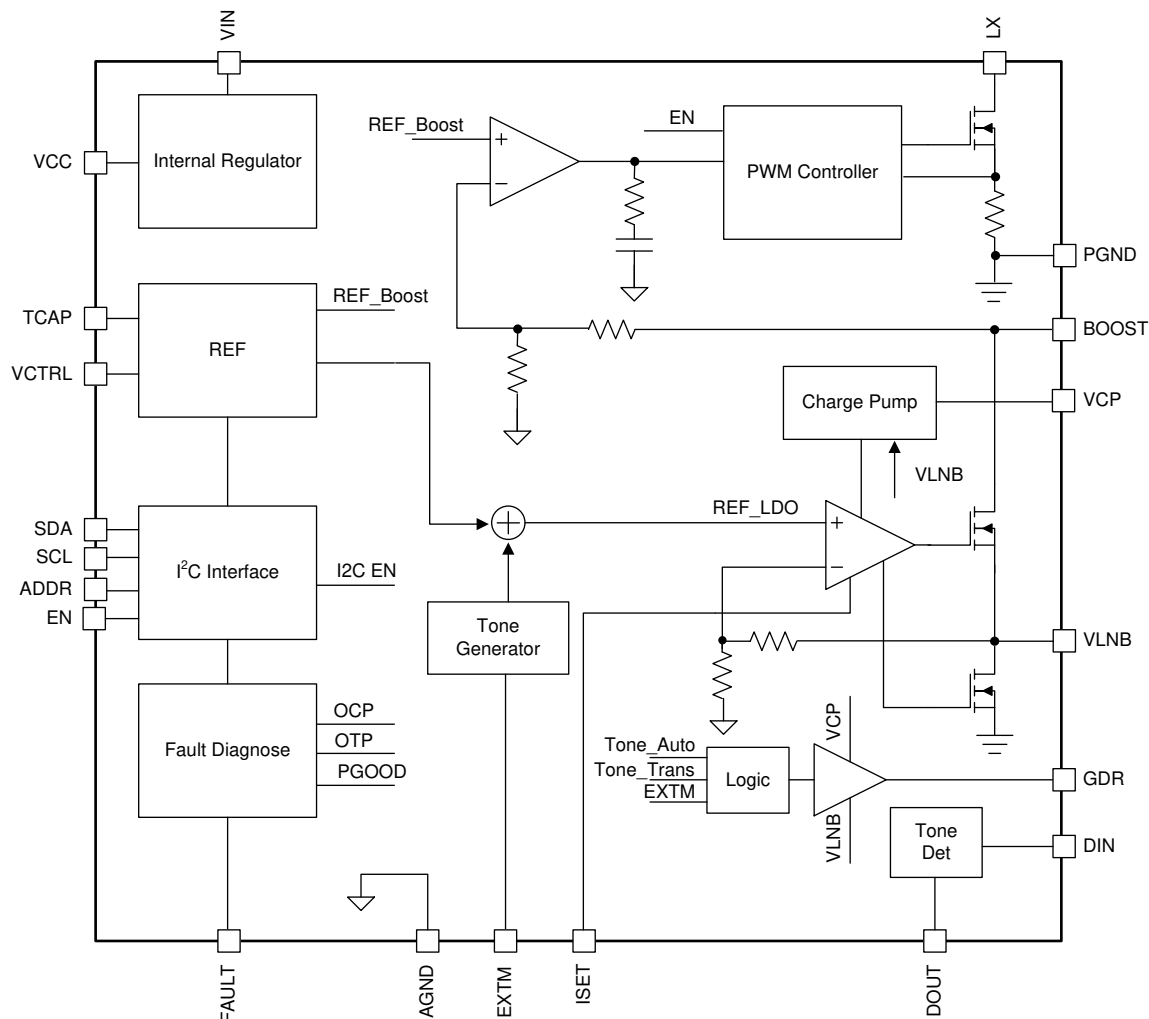 VIN
LX
VCC
Internal Regulator
REF_Boost
+
−
EN
PWM Controller
PGND
TCAP
VCTRL
REF
REF_Boost
BOOST
Charge Pump
VCP
VLNB
SDA
SCL
ADDR
EN
I²C Interface
I2C EN
REF_LDO
+
−
Tone
Generator
VLNB
Fault Diagnose
OCP
OTP
PGOOD
Tone_Auto
Tone_Trans
EXTM
Logic
VCP
VLNB
GDR
Tone
Det
DIN
FAULT
AGND
EXTM
ISET
DOUT